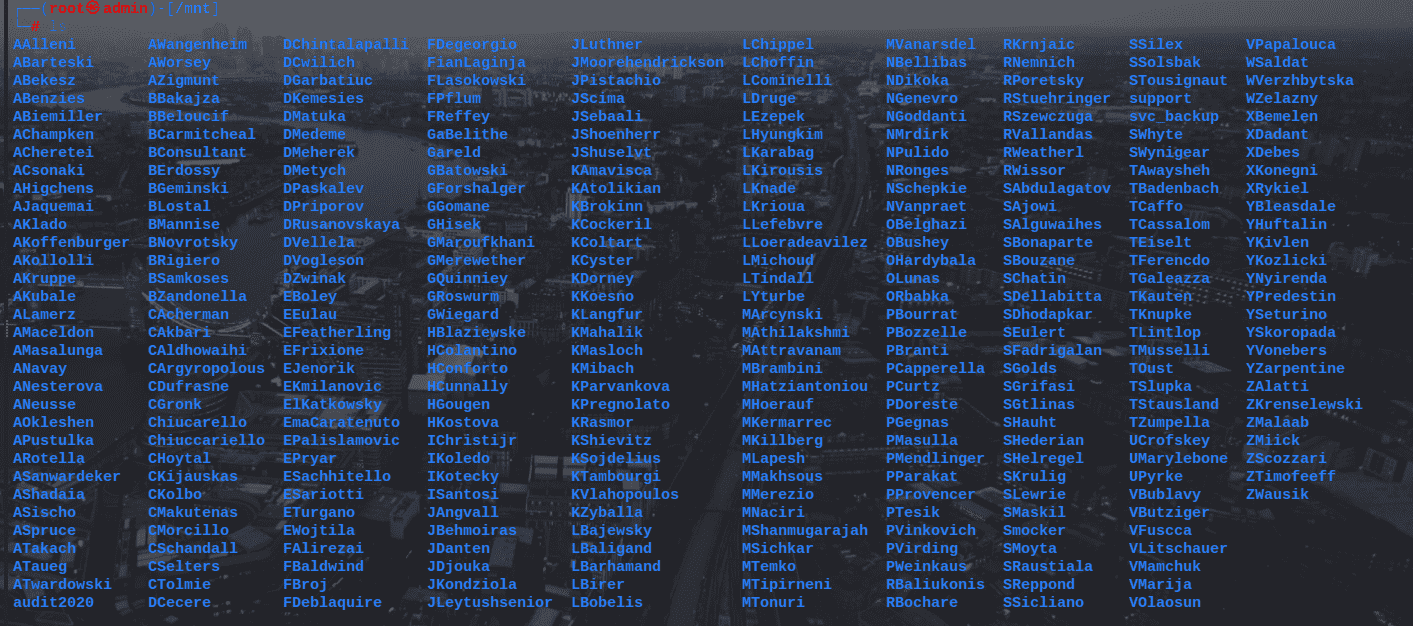 (root㉿admin)-[/mnt]
# ls
AAlleni AWangenheim DChintalapalli FDegeorgio JLuthner LChippel MVanarsdel RKrnjaic SSilex VPapalouca
ABarteski AWorsey DCwilich FianLaginja JMoorehendrickson LChoffin NBellibas RNemnich SSolsbak WSaldat
ABekesz AZigmunt DGarbatiuc FLasokowski JPistachio LCominelli NDikoka RPoretsky STousignaut WVerzhbytska
ABenzies BBakajza DKemesies FPflum JScima LDruge NGenevro RStuehringer support WZelazny
ABiemiller BBeloucif DMatuka FReffey JSebaali LEzepek NGoddanti RSzewczuga svc_backup XBemelen
AChampken BCarmitcheal DMedeme GaBelithe JShoenherr LHyungkim NMrdirk RVallandas SWhyte XDadant
ACheretei BConsultant DMeherek Gareld JShuselvt LKarabag NPulido RWeatherl SWynigear XDebes
ACsonaki BErdossy DMetych GBatowski KAmavisca LKirousis NRonges RWissor TAwaysheh XKonegni
AHigchens BGeminski DPaskalev GForshalger KAtolikian LKnade NSchepkie SAbdulagatov TBadenbach XRykiel
AJaquemai BLostal DPriporov GGomane KBrokinn LKrioua NVanpraet SAjowi TCaffo YBleasdale
AKlado BMannise DRusanovskaya GHisek KCockeril LLefebvre OBelghazi SAlguwaihes TCassalom YHuftalin
AKoffenburger BNovrotsky DVellela GMaroufkhani KColtart LLoeradeavilez OBushey SBonaparte TEiselt YKivlen
AKollolli BRigiero DVogleson GMerewether KCyster LMichoud OHardybala SBouzane TFerencdo YKozlicki
AKruppe BSamkoses DZwinak GQuinniey KDorney LTindall OLunas SChatin TGaleazza YNyirenda
AKubale BZandonella EBoley GRoswurm KKoesno LYturbe ORbabka SDellabitta TKauten YPredestin
ALamerz CAcherman EEulau GWiegard KLangfur MArcynski PBourrat SDhodapkar TKnupke YSeturino
AMaceldon CAkbari EFeatherling HBlaziewske KMahalik MAthilakshmi PBozzelle SEulert TLintlop YSkoropada
AMasalunga CAldhowaihi EFrixione HColantino KMasloch MAttravanam PBranti SFadrigalan TMusselli YVonebers
ANavay CArgyropolous EJenorik HConforto KMibach MBrambini PCapperella SGolds TOust YZarpentine
ANesterova CDufrasne EKmilanovic HCunnally KParvankova MHatziantoniou PCurtz SGrifasi TSlupka ZAlatti
ANeusse CGronk ElKatkowsky HGougen KPregnolato MHoerauf PDoreste SGtlinas TStausland ZKrenselewski
AOkleshen Chiucarello EmaCaratenuto HKostova KRasmor MKermarrec PGegnas SHauht TZumpella ZMalaab
APustulka Chiuccariello EPalislamovic IChristijr KShievitz MKillberg PMasulla SHederian UCrofskey ZMiick
ARotella CHoytal EPryar IKoledo KSojdelius MLapesh PMendlinger SHelregel UMarylebone ZScozzari
ASanwardeker CKijauskas ESachhitello IKotecky KTambourgi MMakhsous PParakat SKrulig UPyrke ZTimofeeff
AShadaia CKolbo ESariotti ISantosi KVlahopoulos MMerezio PProvencer SLewrie VBublavy ZWausik
ASischo CMakutenas ETurgano JAngvall KZyballa MNaciri PTesik SMaskil VButziger
ASpruce CMorcillo EWojtila JBehmoiras LBajewsky MShanmugarajah PVinkovich Smocker VFuscca
ATakach CSchandall FAlirezai JDanten LBaligand MSichkar PVirding SMoyta VLitschauer
ATaueg CSelters FBaldwind JDjouka LBarhamand MTemko PWeinkaus SRaustiala VMamchuk
ATwardowski CTolmie FBroj JKondziola LBirer MTipirneni RBaliukonis SReppond VMarija
audit2020 DCecere FDeblaquire JLeytushsenior LBobelis MTonuri RBochare SSicliano VOlaosun